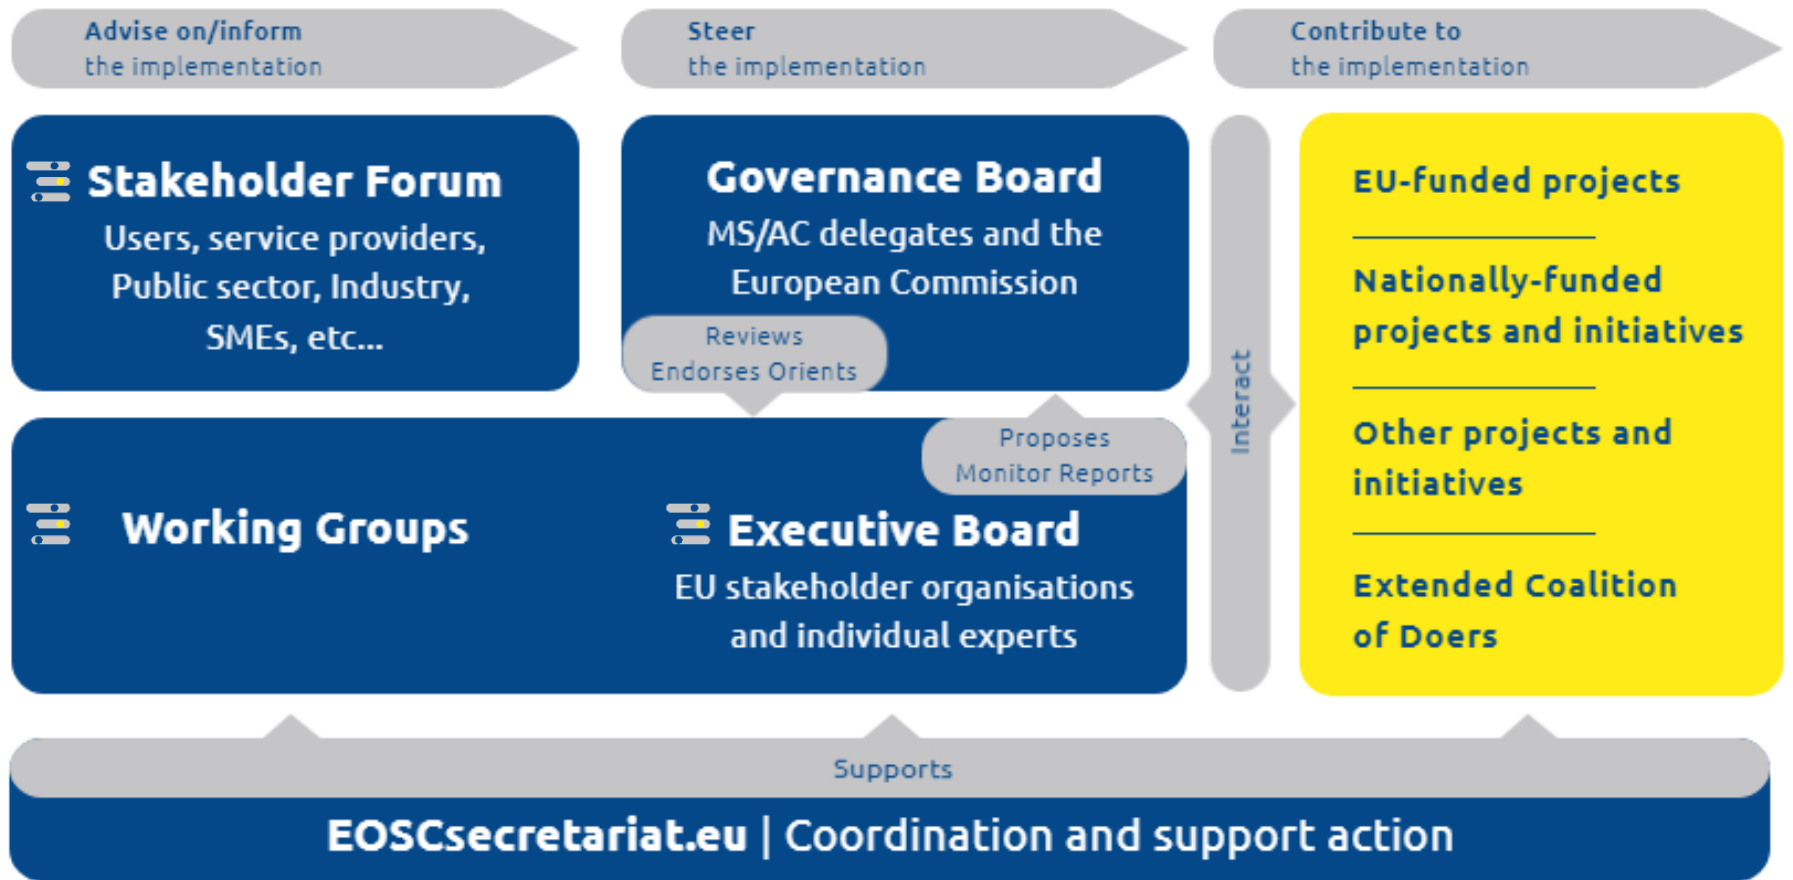 Advise on/inform
the implementation
Steer
the implementation
Contribute to
the implementation
Stakeholder Forum
Users, service providers,
Public sector, Industry,
SMEs, etc...
Governance Board
MS/AC delegates and the
European Commission
Reviews
Endorses Orients
Proposes
Monitor Reports
Working Groups
Executive Board
EU stakeholder organisations
and individual experts
Interact
EU-funded projects
Nationally-funded
projects and initiatives
Other projects and
initiatives
Extended Coalition
of Doers
Supports
EOSCsecretariat.eu | Coordination and support action